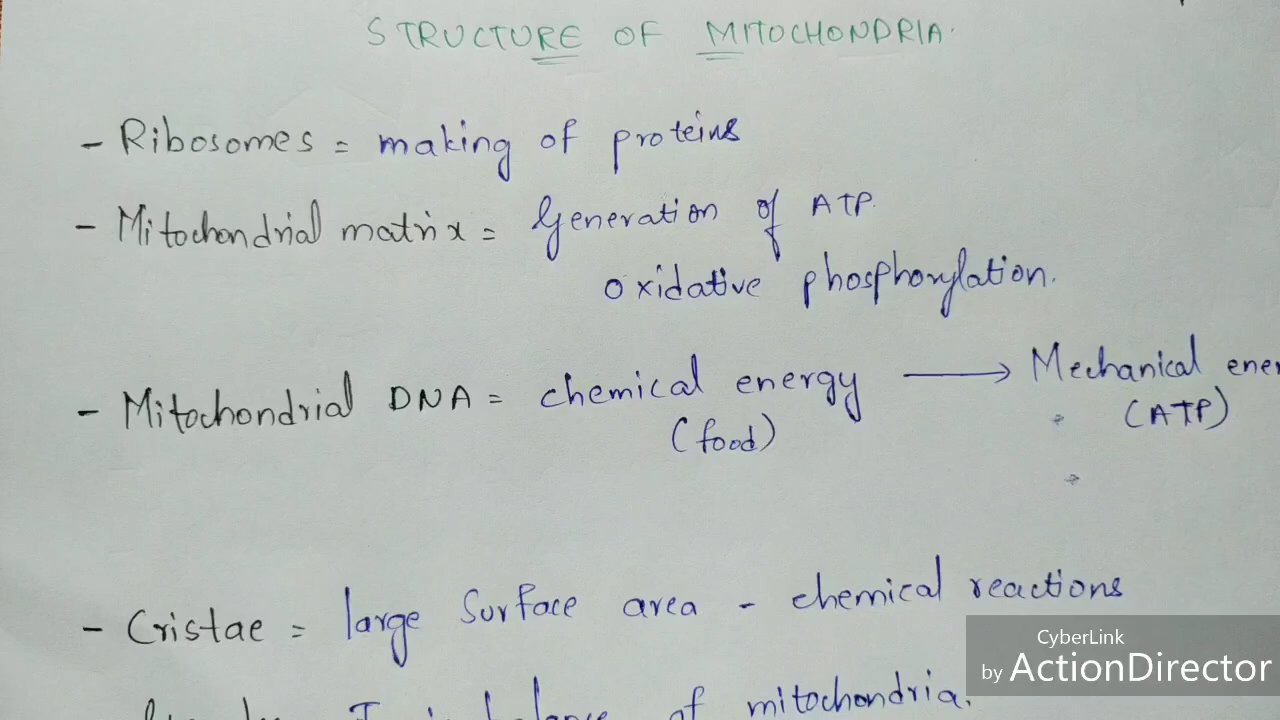 STRUCTURE OF MITOCHONDRIA.
- Ribosomes = making of proteins
- Mitochondrial matrix = Generation of ATP.
oxidative phosphorylation.
- Mitochondrial DNA = chemical energy → Mechanical ener
(food) (ATP)
- Cristae = large surface area - chemical reactions
of mitochondria.
CyberLink
by ActionDirector